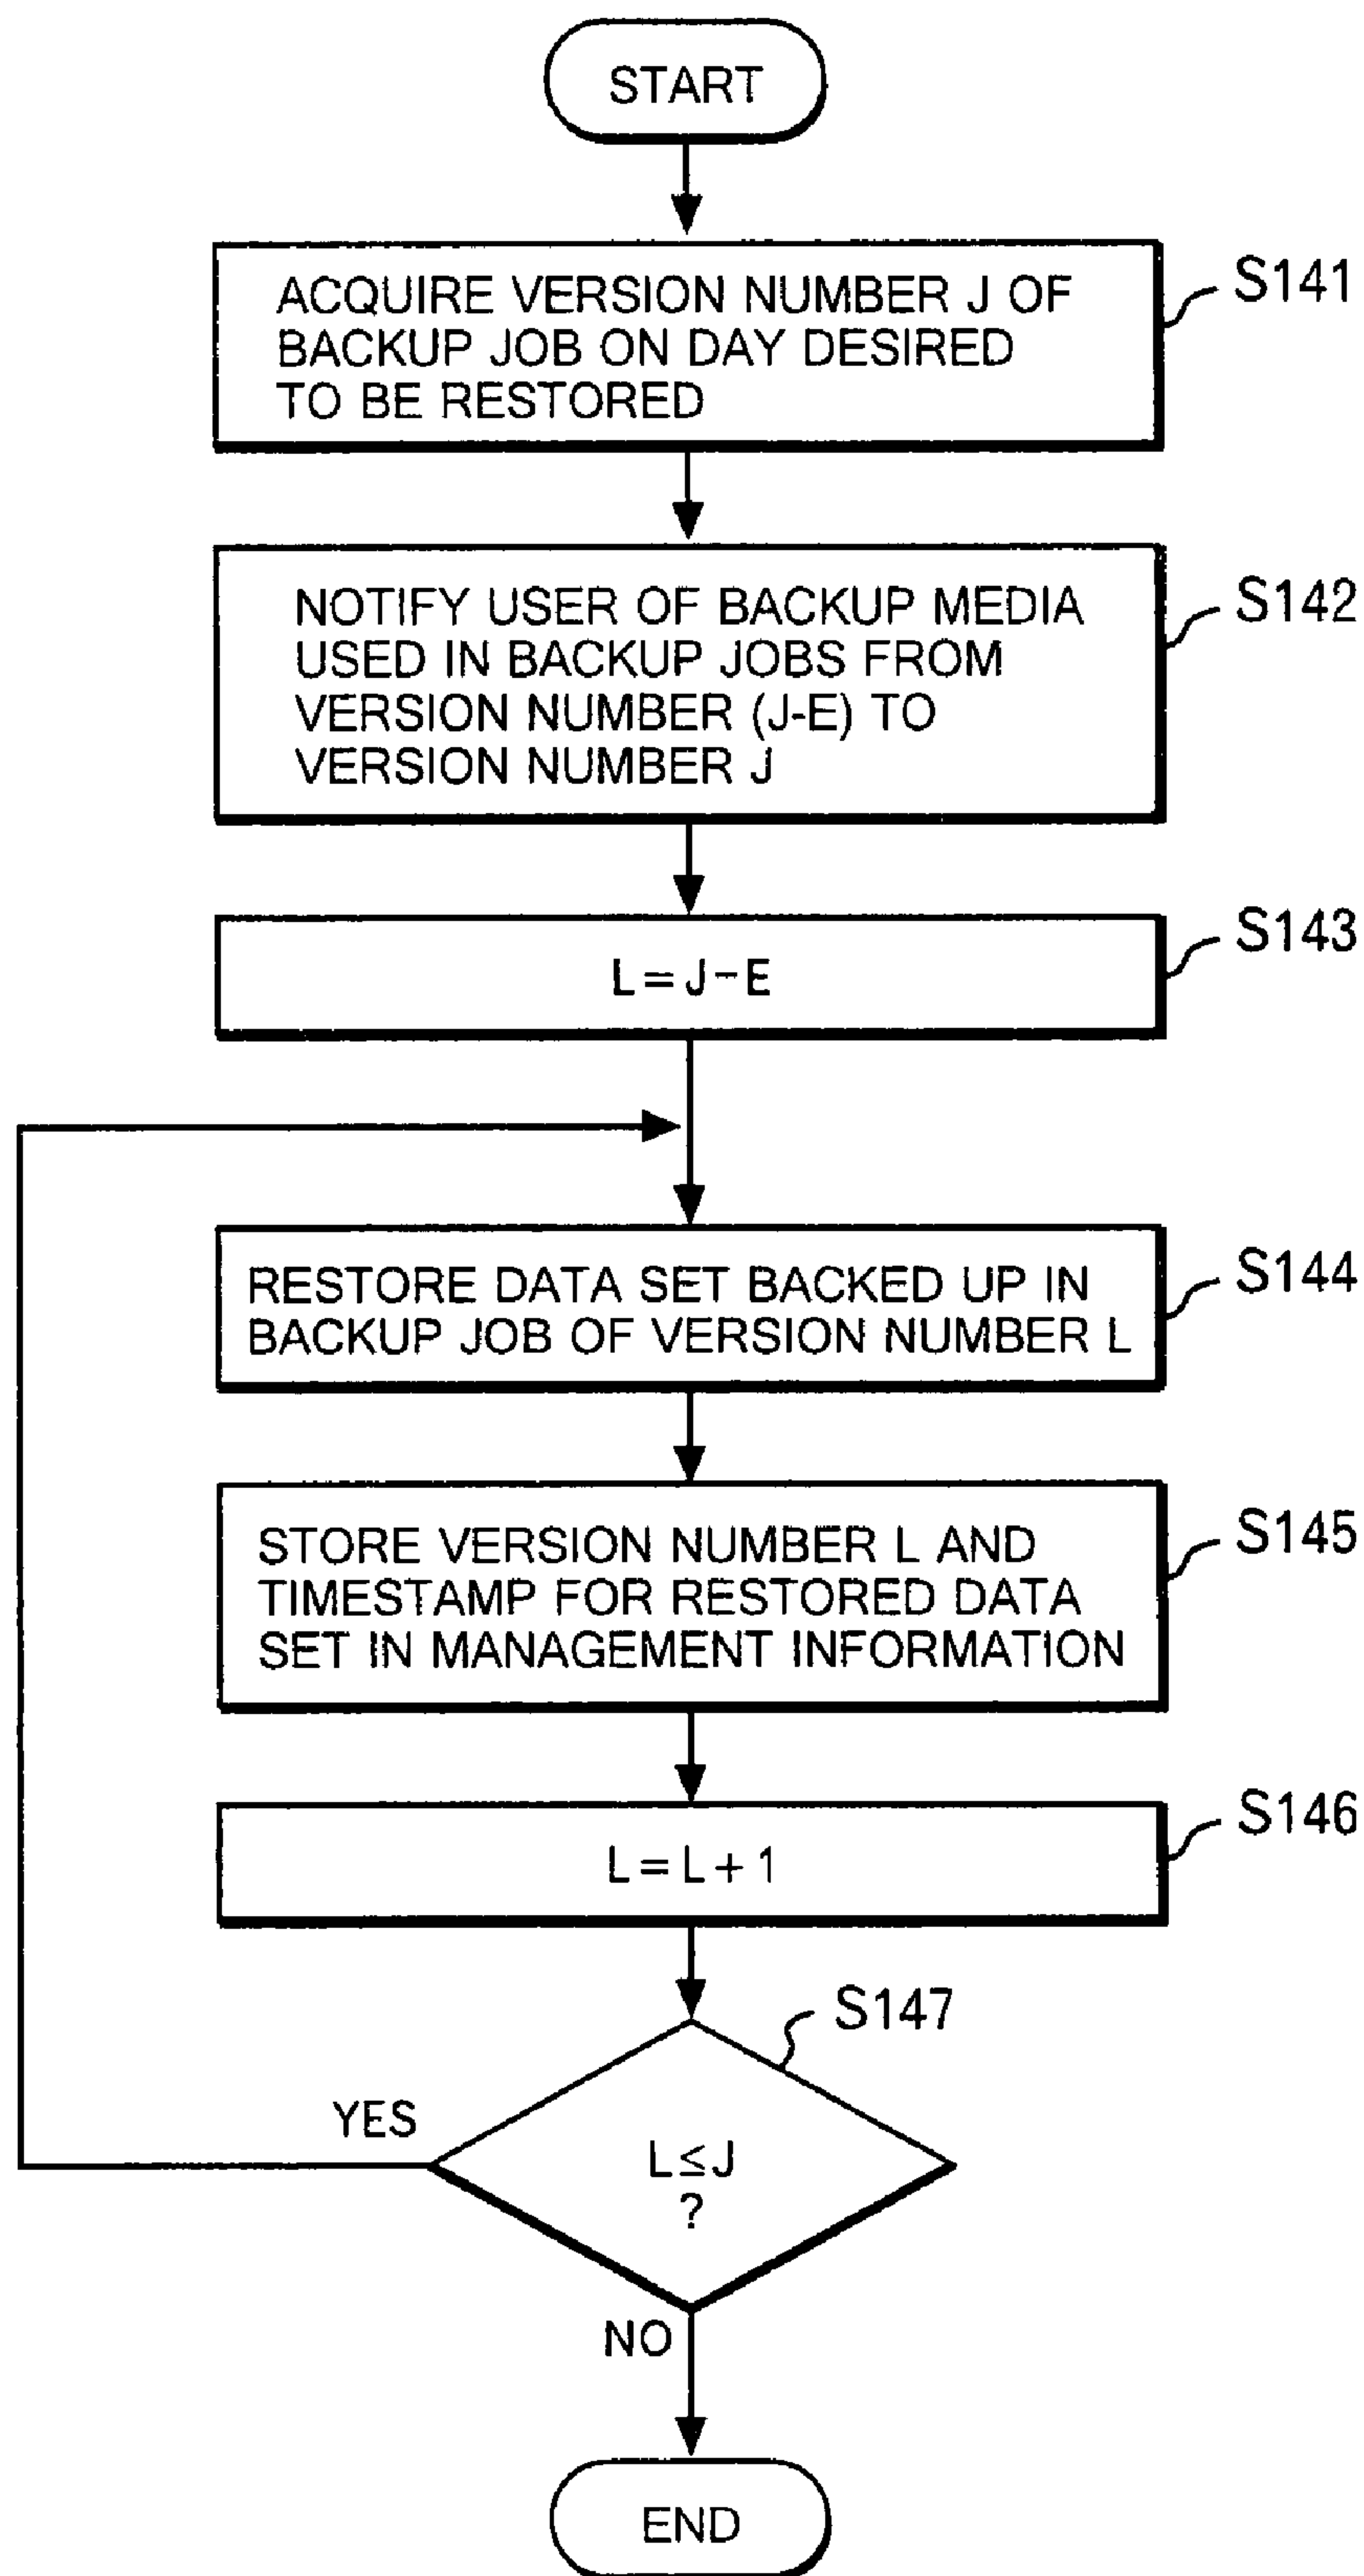 START
ACQUIRE VERSION NUMBER J OF
BACKUP JOB ON DAY DESIRED
TO BE RESTORED
S141
NOTIFY USER OF BACKUP MEDIA
USED IN BACKUP JOBS FROM
VERSION NUMBER (J-E) TO
VERSION NUMBER J
S142
L=J-E
S143
RESTORE DATA SET BACKED UP IN
BACKUP JOB OF VERSION NUMBER L
S144
STORE VERSION NUMBER L AND
TIMESTAMP FOR RESTORED DATA
SET IN MANAGEMENT INFORMATION
S145
L=L+1
S146
S147
YES
L≤J
?
NO
END